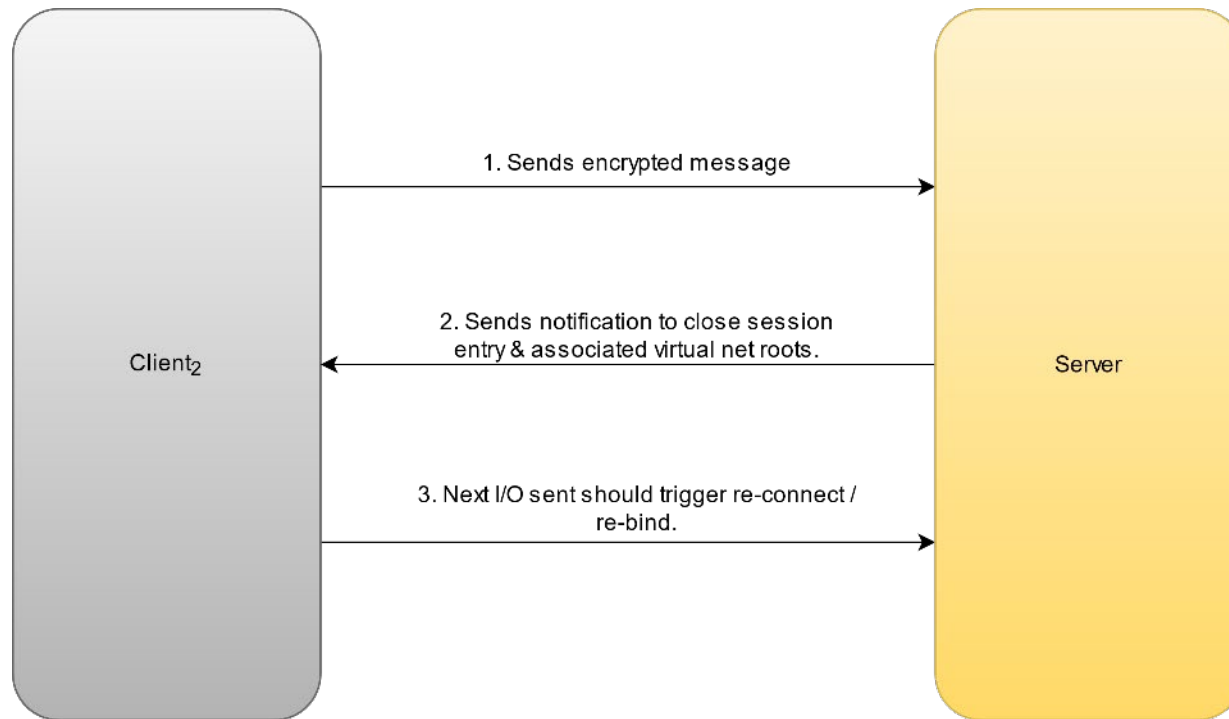 1. Sends encrypted message
2. Sends notification to close session
entry & associated virtual net roots.
Client₂
Server
3. Next I/O sent should trigger re-connect /
re-bind.